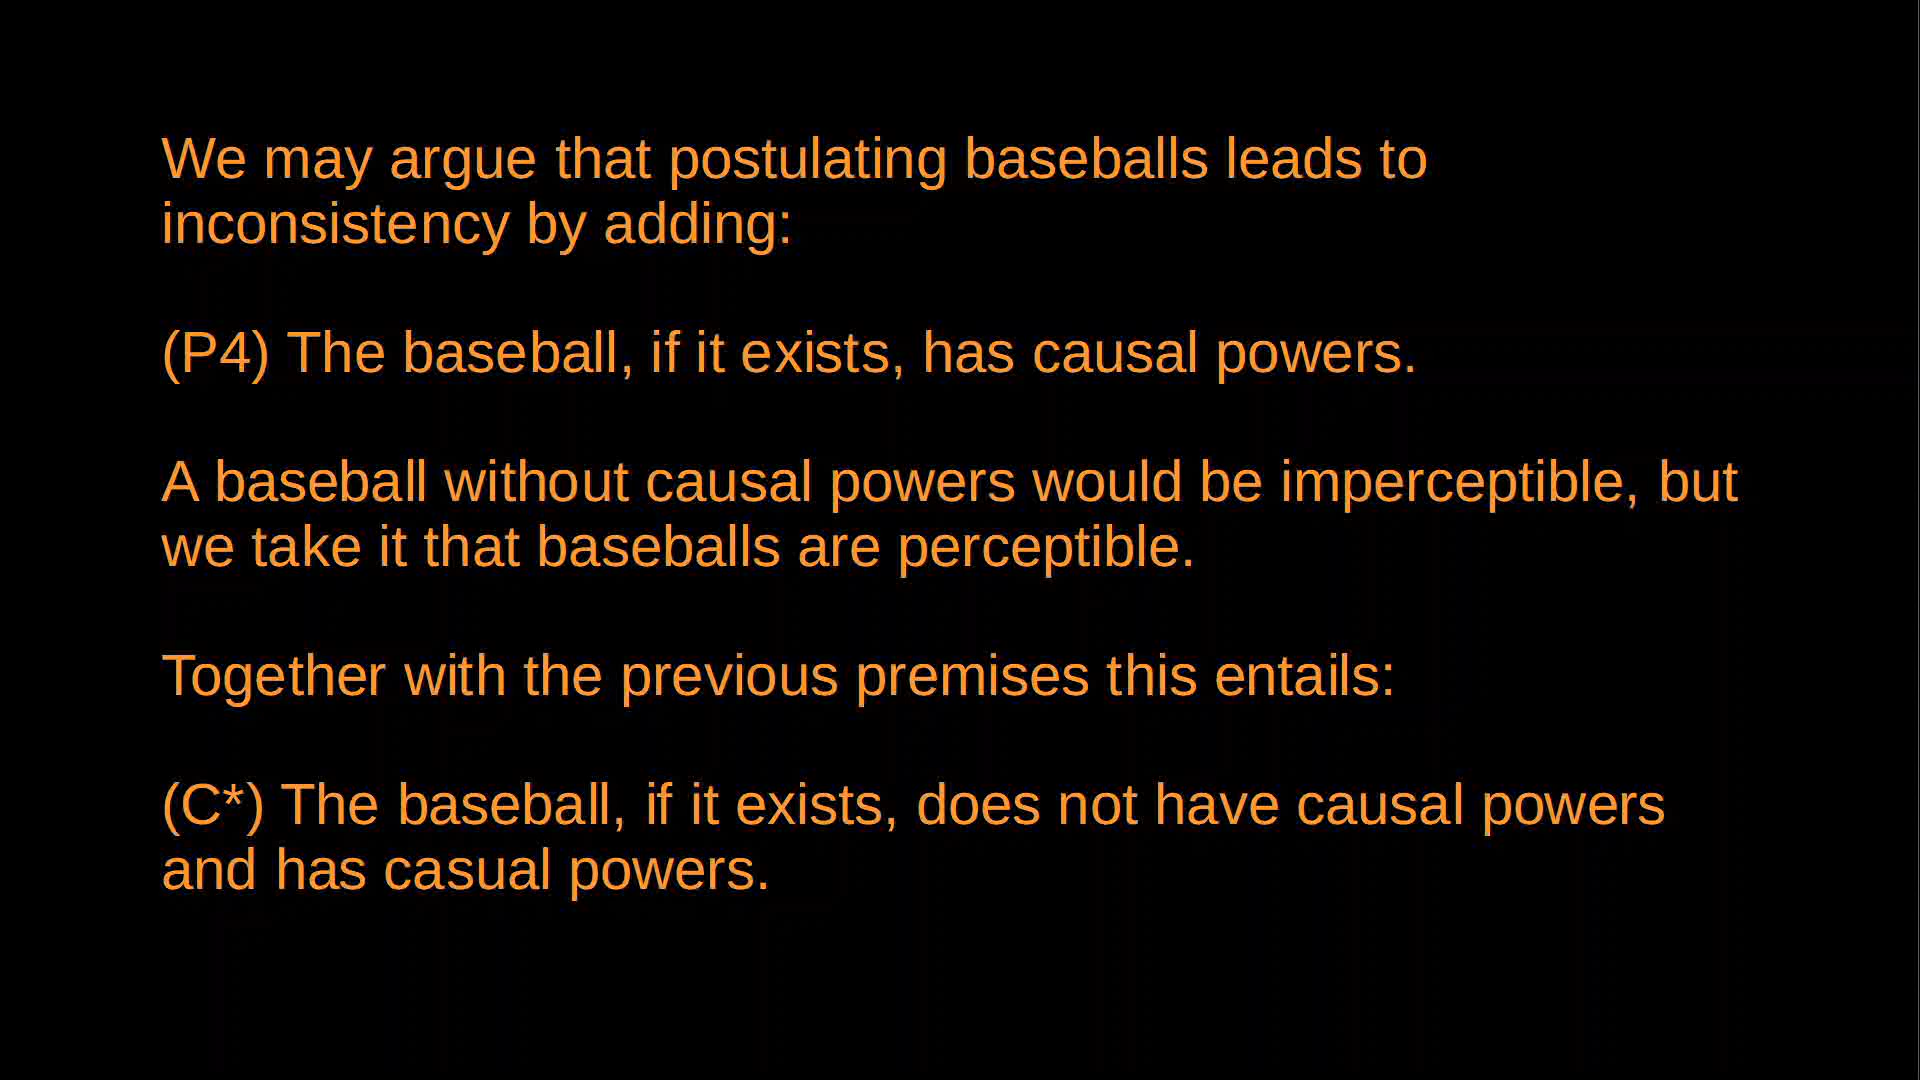 We may argue that postulating baseballs leads to
inconsistency by adding:
(P4) The baseball, if it exists, has causal powers.
A baseball without causal powers would be imperceptible, but
we take it that baseballs are perceptible.
Together with the previous premises this entails:
(C*) The baseball, if it exists, does not have causal powers
and has casual powers.